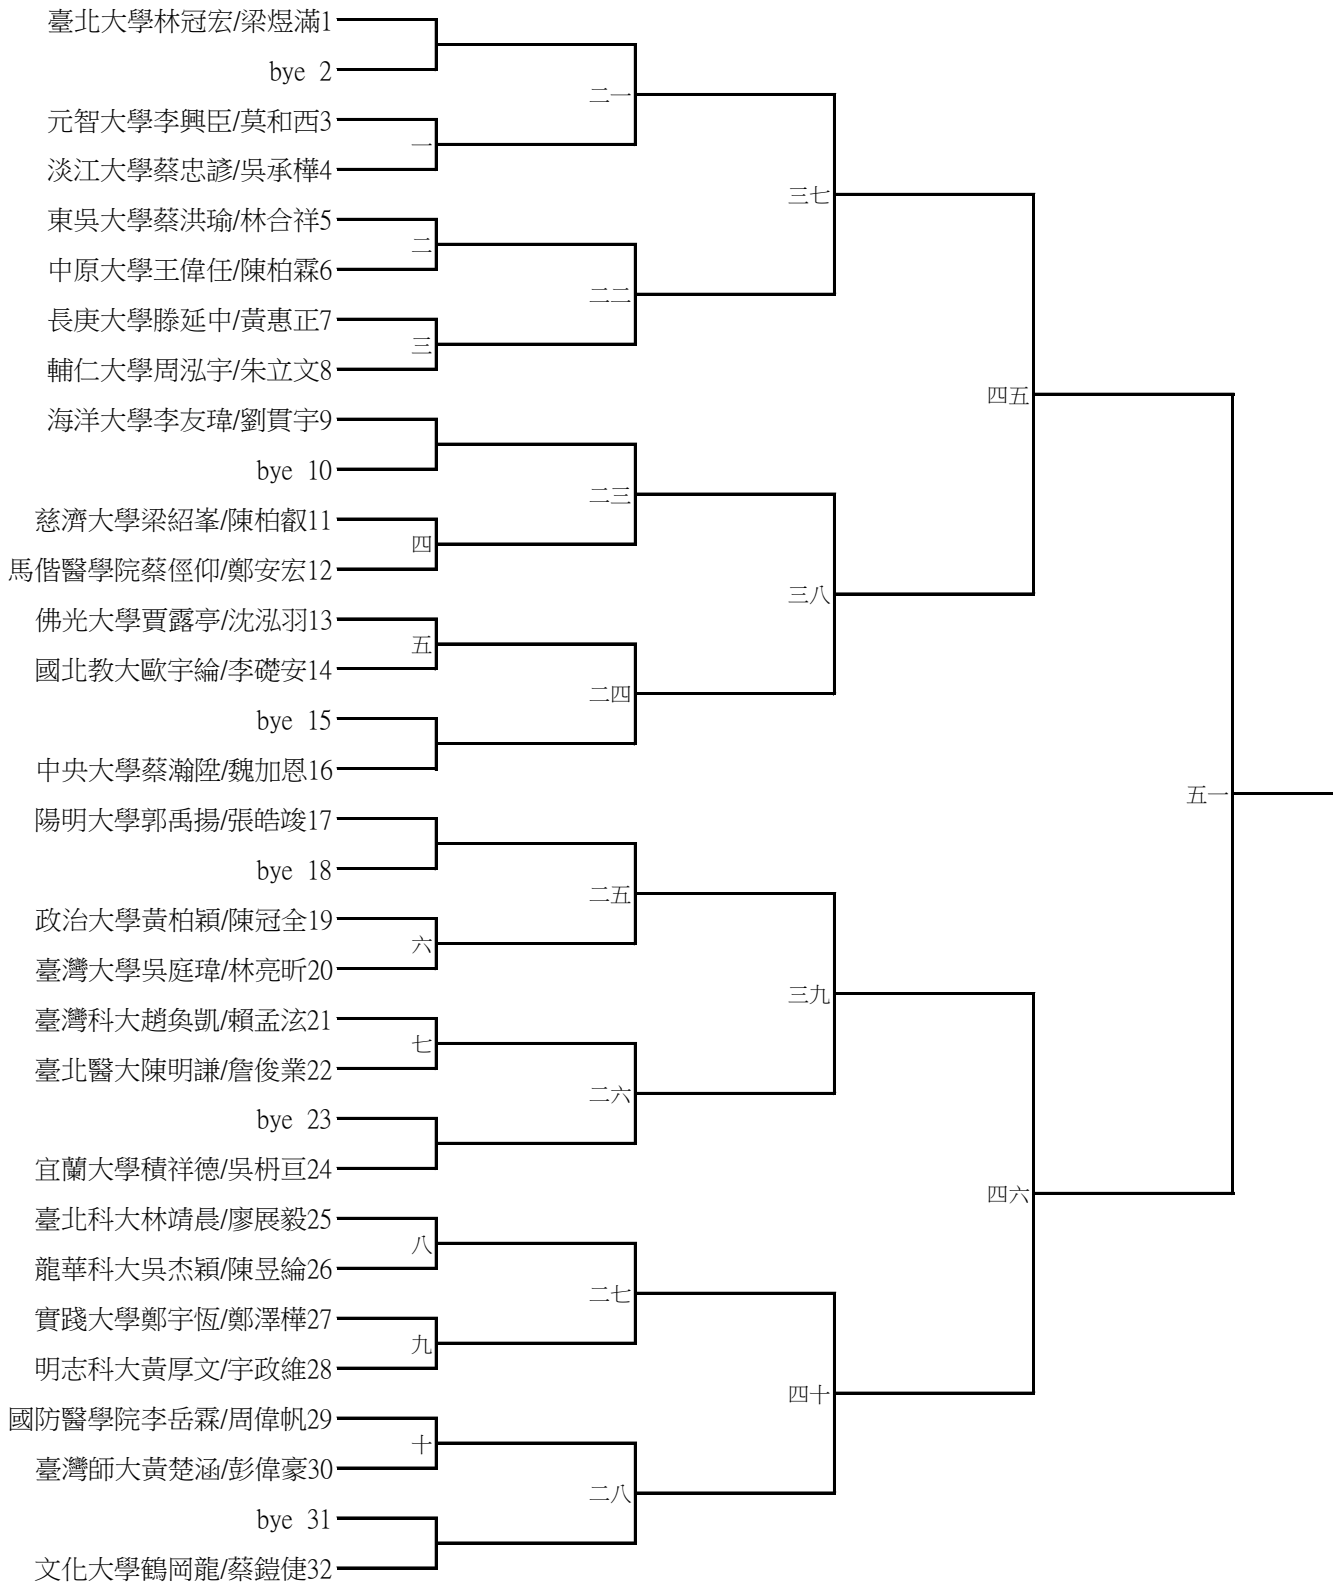 臺北大學林冠宏/梁煜滿1
bye 2
二一
元智大學李興臣/莫和西3
一
淡江大學蔡忠諺/吳承樺4
三七
東吳大學蔡洪瑜/林合祥5
二
中原大學王偉任/陳柏霖6
二二
長庚大學滕延中/黃惠正7
三
輔仁大學周泓宇/朱立文8
四五
海洋大學李友瑋/劉貫宇9
bye 10
二三
慈濟大學梁紹峯/陳柏叡11
四
馬偕醫學院蔡俓仰/鄭安宏12
三八
佛光大學賈露亭/沈泓羽13
五
國北教大歐宇綸/李礎安14
二四
bye 15
中央大學蔡瀚陞/魏加恩16
五一
陽明大學郭禹揚/張皓竣17
bye 18
二五
政治大學黃柏穎/陳冠全19
六
臺灣大學吳庭瑋/林亮昕20
三九
臺灣科大趙奐凱/賴孟泫21
七
臺北醫大陳明謙/詹俊業22
二六
bye 23
宜蘭大學積祥德/吳枬亘24
四六
臺北科大林靖晨/廖展毅25
八
龍華科大吳杰穎/陳昱綸26
二七
實踐大學鄭宇恆/鄭澤樺27
九
明志科大黃厚文/宇政維28
四十
國防醫學院李岳霖/周偉帆29
十
臺灣師大黃楚涵/彭偉豪30
二八
bye 31
文化大學鶴岡龍/蔡鎧倢32